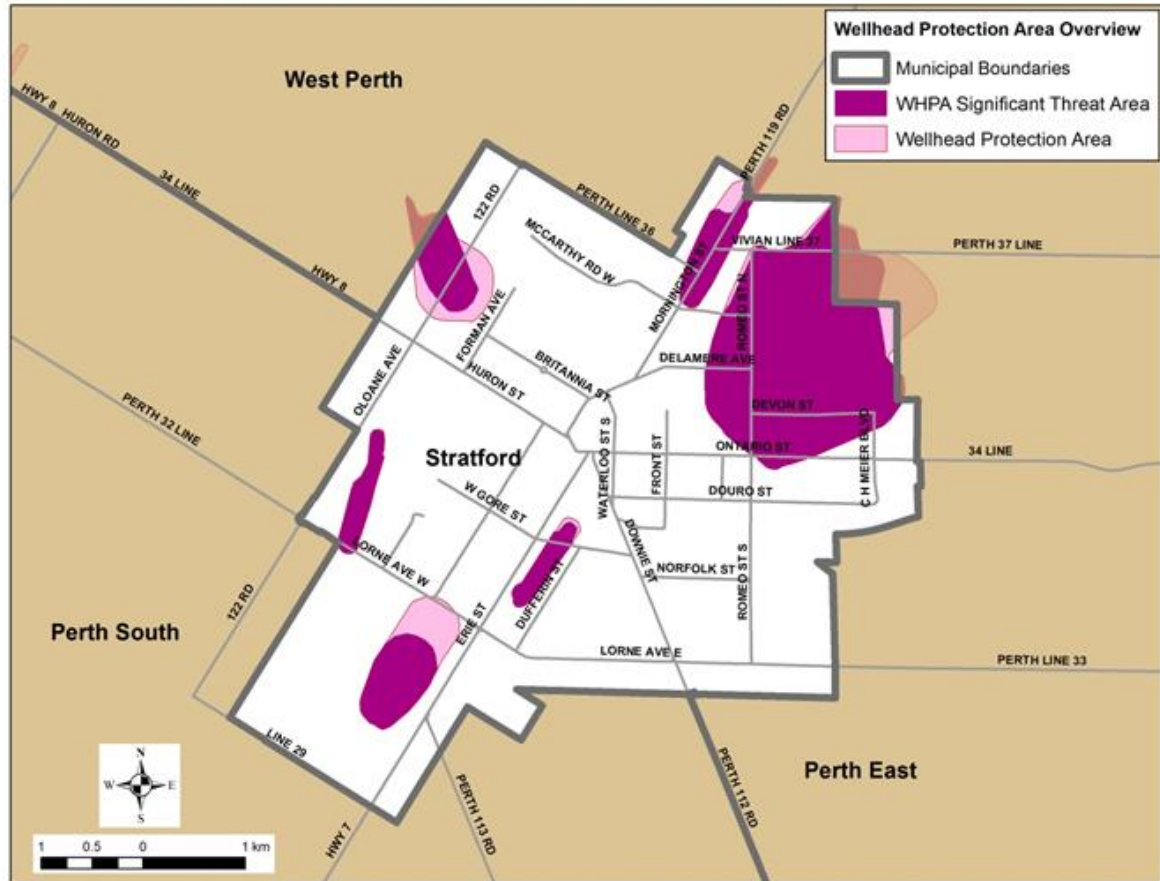 Wellhead Protection Area Overview
Municipal Boundaries
WHPA Significant Threat Area
Wellhead Protection Area
West Perth
HWY 8 HURON RD
34 LINE
HWY 8
PERTH 119 RD
PERTH LINE 36
122 RD
MCCARTHY RD W
MORNINGTON ST
VIVIAN LINE 37
PERTH 37 LINE
ROMEO ST N
FORMAN AVE
BRITANNIA ST
DELAMERE AVE
OLOANE AVE
HURON ST
DEVON ST
PERTH 32 LINE
Stratford
WATERLOO ST S
FRONT ST
ONTARIO ST
C H MEIER BLVD
34 LINE
W GORE ST
DOURO ST
DOWNIE ST
LORNE AVE W
DUFFERIN ST
NORFOLK ST
ROMEO ST S
ERIE ST
122 RD
Perth South
LORNE AVE E
PERTH LINE 33
LINE 29
Perth East
PERTH 112 RD
PERTH 113 RD
HWY 7
N
W E
S
1 0.5 0 1 km